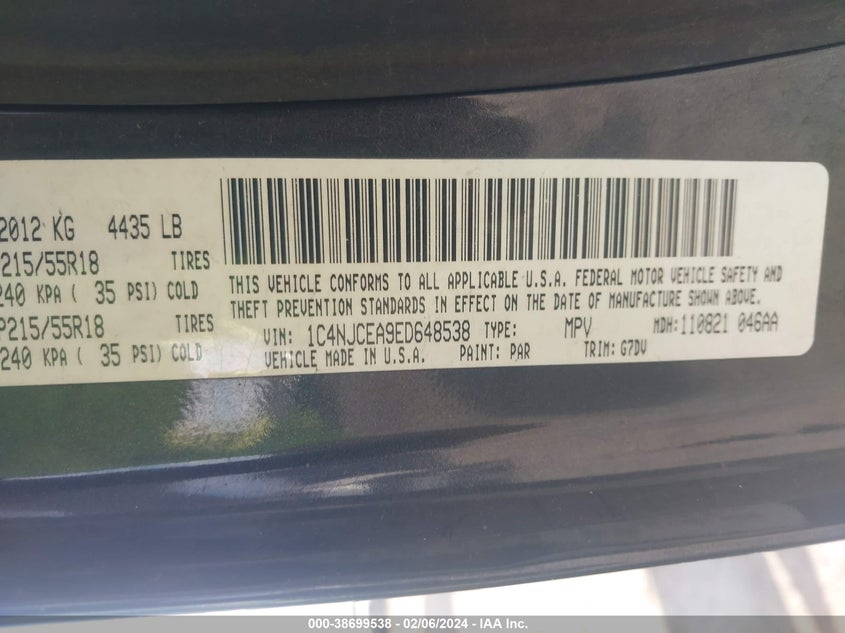 2012 KG 4435 LB
P215/55R18 TIRES
240 KPA ( 35 PSI) COLD
P215/55R18 TIRES
240 KPA ( 35 PSI) COLD
THIS VEHICLE CONFORMS TO ALL APPLICABLE U.S.A. FEDERAL MOTOR VEHICLE SAFETY AND
THEFT PREVENTION STANDARDS IN EFFECT ON THE DATE OF MANUFACTURE SHOWN ABOVE.
VIN: 1C4NJCEA9ED648538 TYPE: MPV MDH:110821 046AA
VEHICLE MADE IN U.S.A. PAINT: PAR TRIM: G7DV
000-38699538 - 02/06/2024 - IAA Inc.